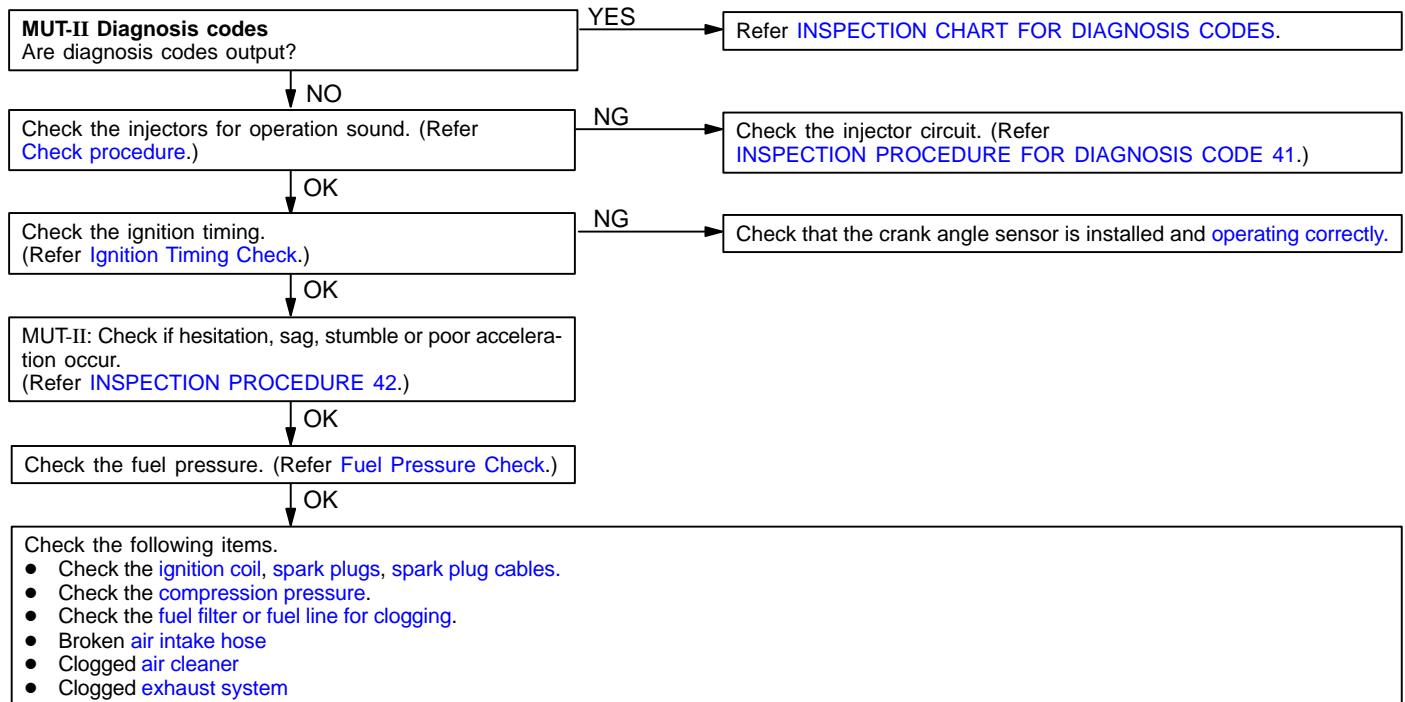 MUT-II Diagnosis codes
Are diagnosis codes output?
YES
Refer INSPECTION CHART FOR DIAGNOSIS CODES.
NO
Check the injectors for operation sound. (Refer
Check procedure.)
NG
Check the injector circuit. (Refer
INSPECTION PROCEDURE FOR DIAGNOSIS CODE 41.)
OK
Check the ignition timing.
(Refer Ignition Timing Check.)
NG
Check that the crank angle sensor is installed and operating correctly.
OK
MUT-II: Check if hesitation, sag, stumble or poor accelera-
tion occur.
(Refer INSPECTION PROCEDURE 42.)
OK
Check the fuel pressure. (Refer Fuel Pressure Check.)
OK
Check the following items.
● Check the ignition coil, spark plugs, spark plug cables.
● Check the compression pressure.
● Check the fuel filter or fuel line for clogging.
● Broken air intake hose
● Clogged air cleaner
● Clogged exhaust system